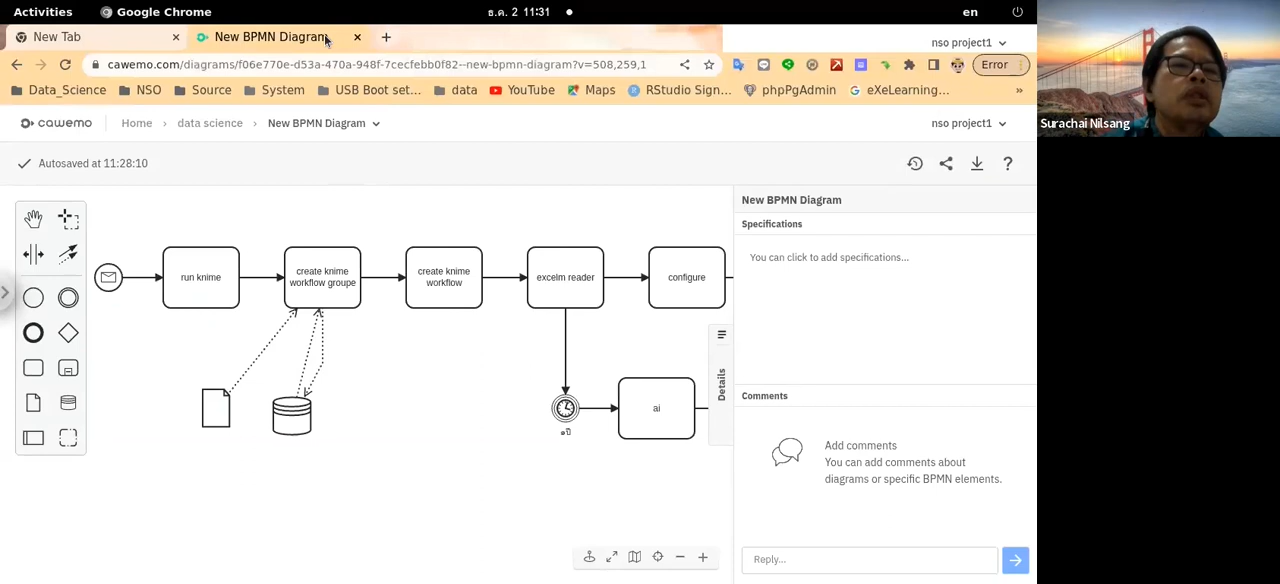 Activities
Google Chrome
ธ.ค. 2 11:31
en
New Tab
New BPMN Diagram
nso project1
cawemo.com/diagrams/f06e770e-d53a-470a-948f-7cecfebb0f82--new-bpmn-diagram?v=508,259,1
Error
Data_Science
NSO
Source
System
USB Boot set...
data
YouTube
Maps
RStudio Sign...
phpPgAdmin
eXeLearning...
»
cawemo
Home
data science
New BPMN Diagram
nso project1
Autosaved at 11:28:10
?
New BPMN Diagram
Specifications
You can click to add specifications...
run knime
create knime
workflow groupe
create knime
workflow
excelm reader
configure
ai
๑ปี
Details
Comments
Add comments
You can add comments about
diagrams or specific BPMN elements.
Reply...
Surachai Nilsang